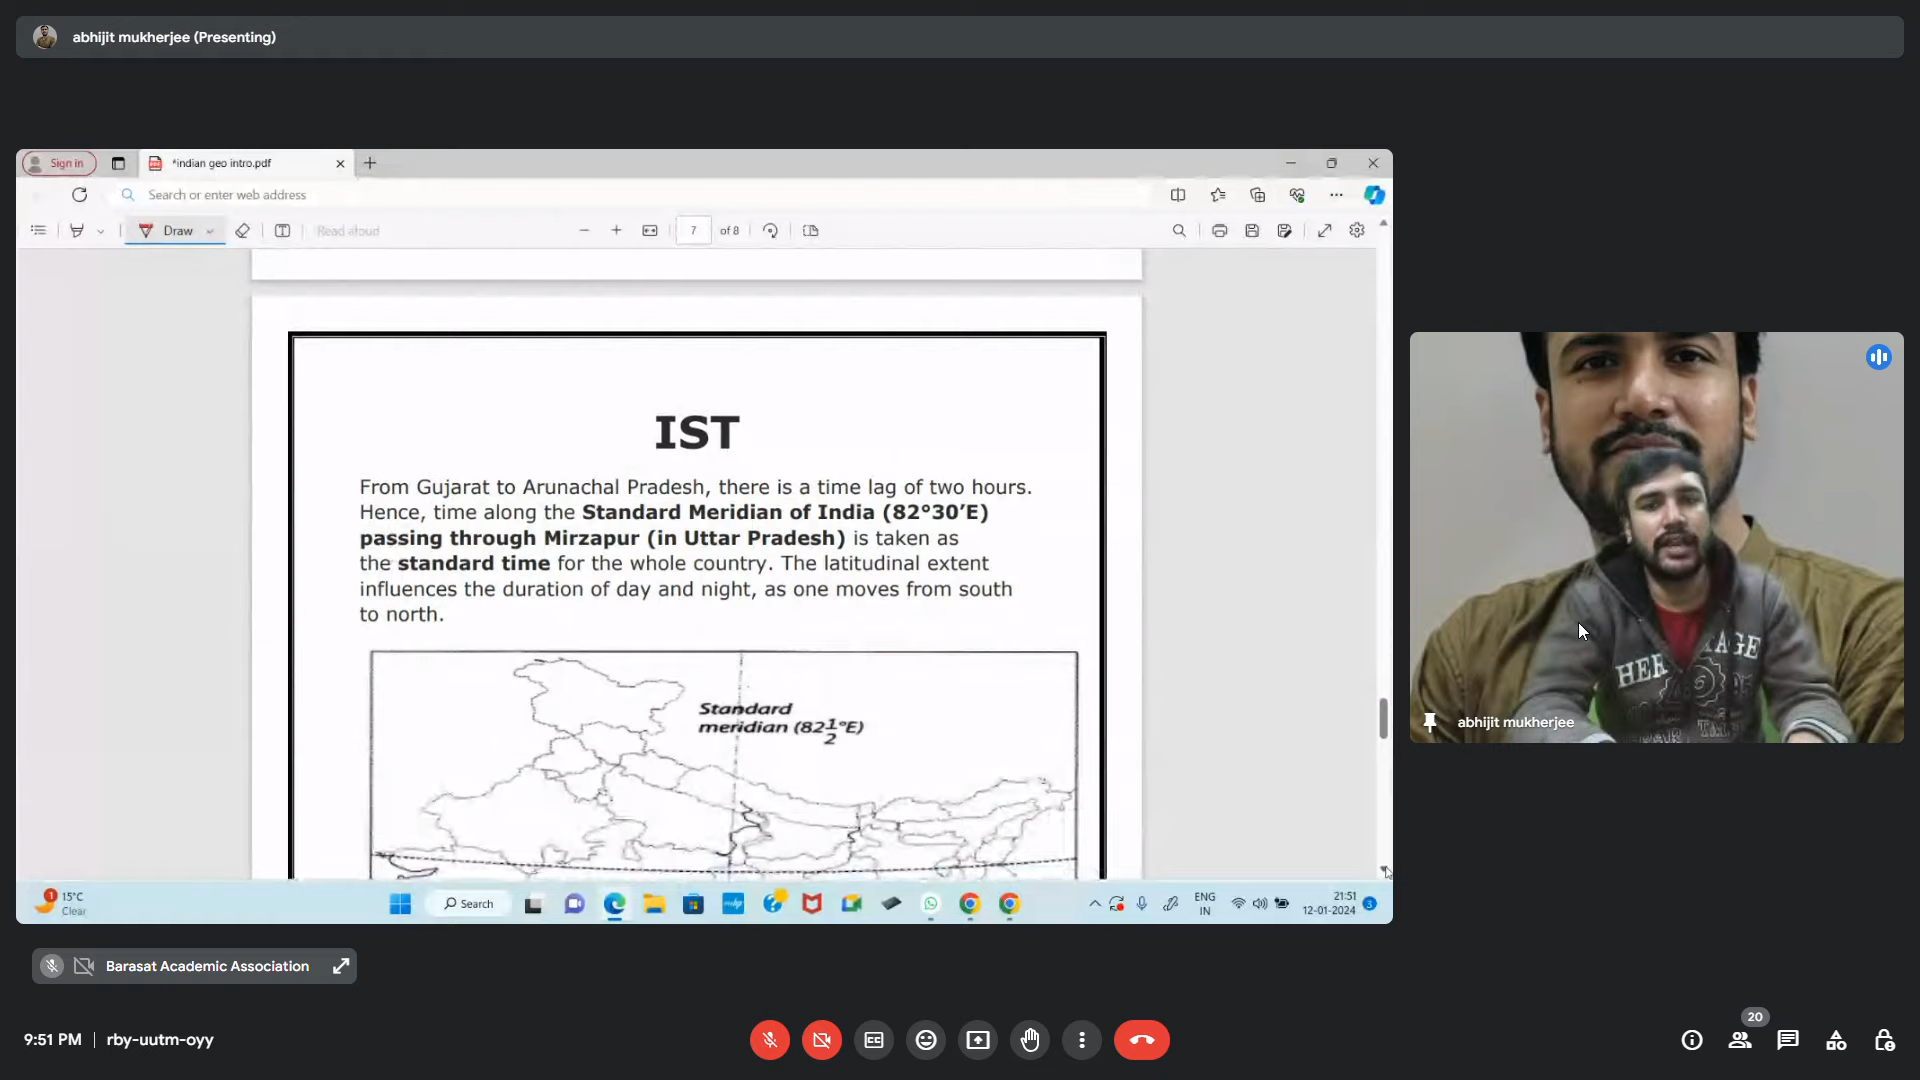 abhijit mukherjee (Presenting)
Sign in
*indian geo intro.pdf
Search or enter web address
Draw
Read aloud
7
of 8
IST
From Gujarat to Arunachal Pradesh, there is a time lag of two hours.
Hence, time along the Standard Meridian of India (82°30’E)
passing through Mirzapur (in Uttar Pradesh) is taken as
the standard time for the whole country. The latitudinal extent
influences the duration of day and night, as one moves from south
to north.
Standard
meridian (82½°E)
HERITAGE
abhijit mukherjee
1
15°C
Clear
Search
ENG
IN
21:51
12-01-2024
3
Barasat Academic Association
9:51 PM | rby-uutm-oyy
20